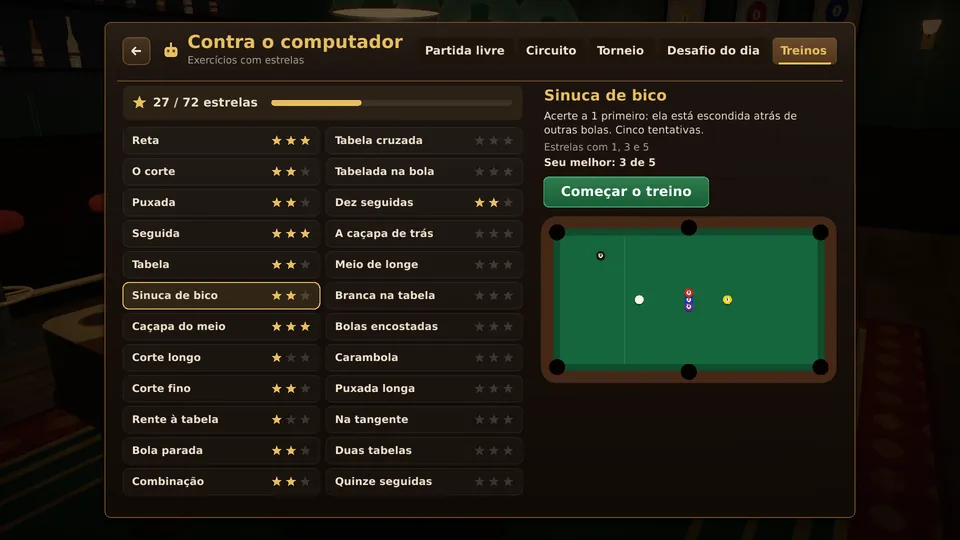 Contra o computador
Exercícios com estrelas
Partida livre
Circuito
Torneio
Desafio do dia
Treinos
27 / 72 estrelas
Reta
O corte
Puxada
Seguida
Tabela
Sinuca de bico
Caçapa do meio
Corte longo
Corte fino
Rente à tabela
Bola parada
Combinação
Tabela cruzada
Tabelada na bola
Dez seguidas
A caçapa de trás
Meio de longe
Branca na tabela
Bolas encostadas
Carambola
Puxada longa
Na tangente
Duas tabelas
Quinze seguidas
Sinuca de bico
Acerte a 1 primeiro: ela está escondida atrás de
outras bolas. Cinco tentativas.
Estrelas com 1, 3 e 5
Seu melhor: 3 de 5
Começar o treino